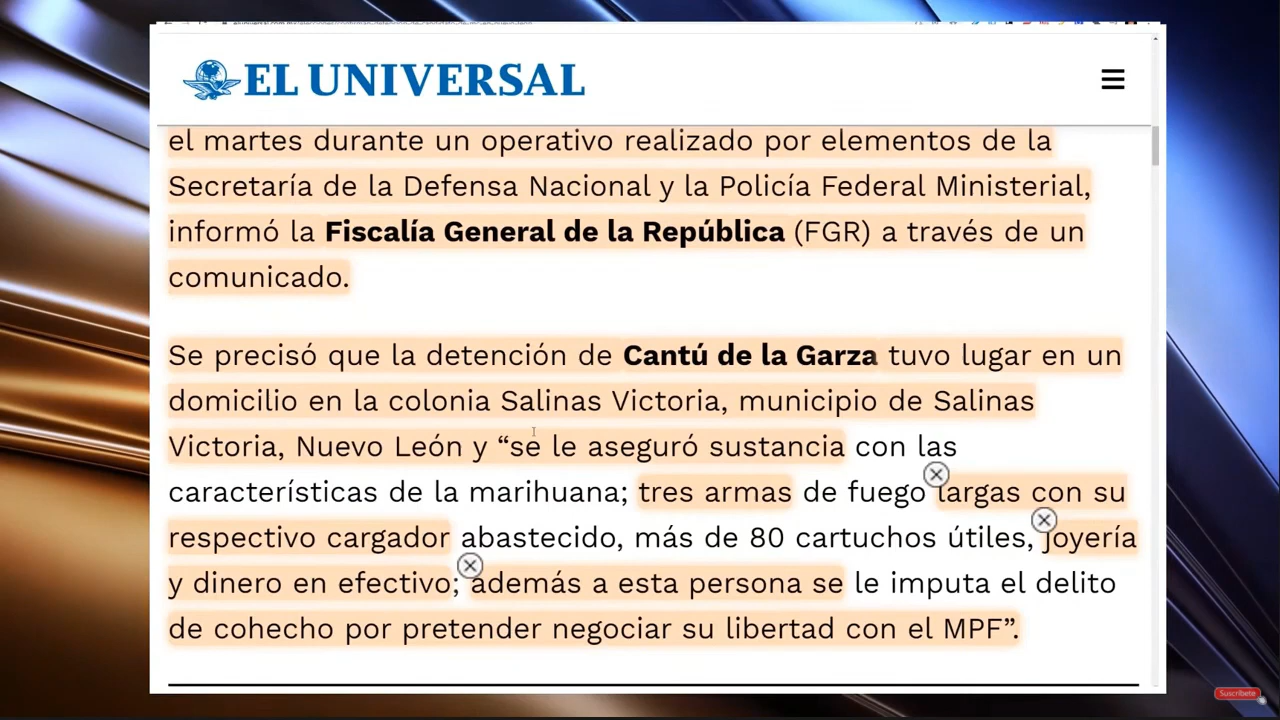 EL UNIVERSAL
el martes durante un operativo realizado por elementos de la
Secretaría de la Defensa Nacional y la Policía Federal Ministerial,
informó la Fiscalía General de la República (FGR) a través de un
comunicado.
Se precisó que la detención de Cantú de la Garza tuvo lugar en un
domicilio en la colonia Salinas Victoria, municipio de Salinas
Victoria, Nuevo León y “se le aseguró sustancia con las
características de la marihuana; tres armas de fuego largas con su
respectivo cargador abastecido, más de 80 cartuchos útiles, joyería
y dinero en efectivo; además a esta persona se le imputa el delito
de cohecho por pretender negociar su libertad con el MPF”.
Suscríbete